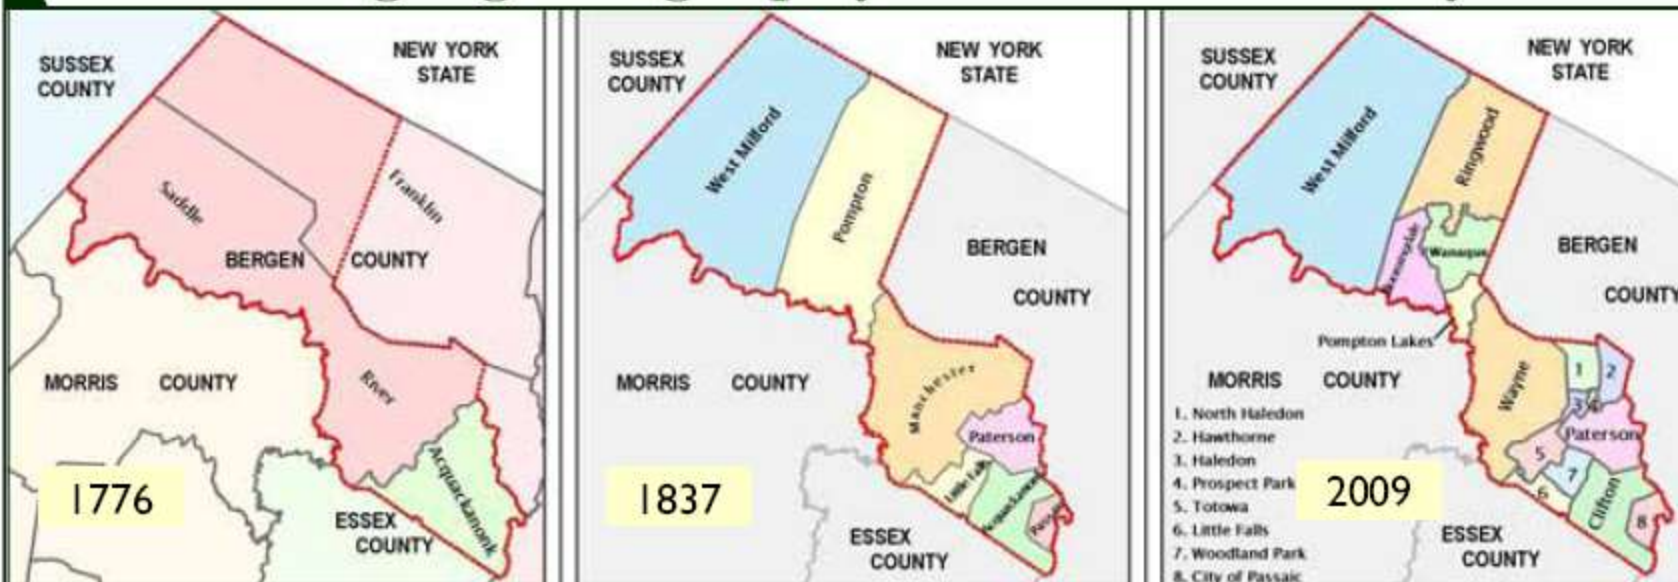 SUSSEX
COUNTY
NEW YORK
STATE
Saddle
Franklin
BERGEN COUNTY
MORRIS COUNTY
River
Acquackanonk
1776
ESSEX
COUNTY
SUSSEX
COUNTY
NEW YORK
STATE
West Milford
Pompton
BERGEN
COUNTY
MORRIS COUNTY
Manchester
Paterson
Little Falls
Acquackanonk
Passaic
1837
ESSEX
COUNTY
SUSSEX
COUNTY
NEW YORK
STATE
West Milford
Ringwood
Wanaque
BERGEN
COUNTY
Pompton Lakes
MORRIS COUNTY
Wayne
1
2
3
4
Paterson
5
7
6
Clifton
8
1. North Haledon
2. Hawthorne
3. Haledon
4. Prospect Park
5. Totowa
6. Little Falls
7. Woodland Park
8. City of Passaic
2009
ESSEX
COUNTY